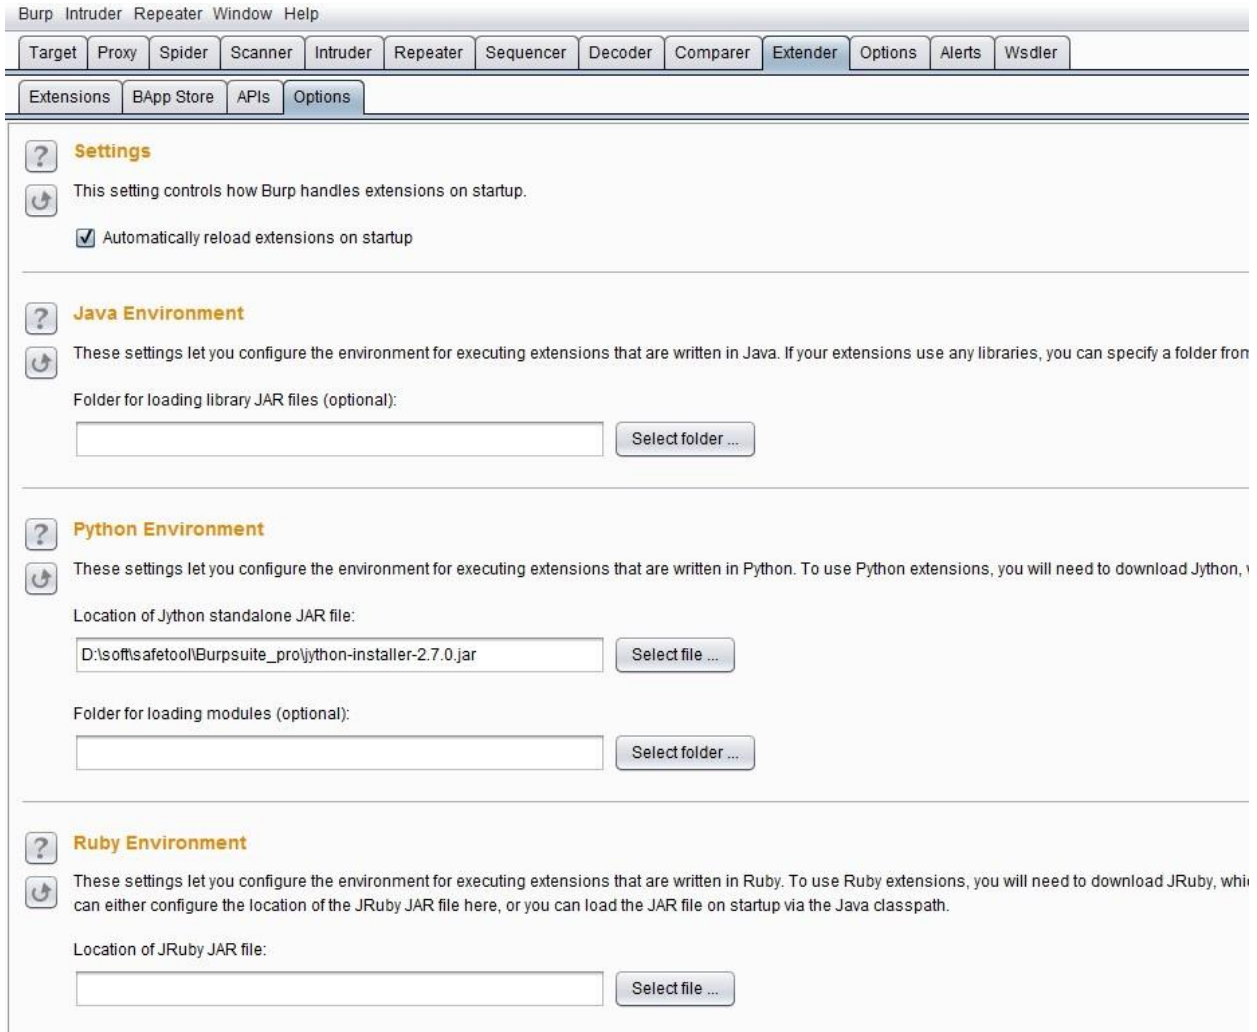 Burp Intruder Repeater Window Help
Target Proxy Spider Scanner Intruder Repeater Sequencer Decoder Comparer Extender Options Alerts Wsdler
Extensions BApp Store APIs Options
? Settings
This setting controls how Burp handles extensions on startup.
Automatically reload extensions on startup
? Java Environment
These settings let you configure the environment for executing extensions that are written in Java. If your extensions use any libraries, you can specify a folder from
Folder for loading library JAR files (optional):
Select folder ...
? Python Environment
These settings let you configure the environment for executing extensions that are written in Python. To use Python extensions, you will need to download Jython,
Location of Jython standalone JAR file:
D:\soft\safetool\Burpsuite_pro\jython-installer-2.7.0.jar Select file ...
Folder for loading modules (optional):
Select folder ...
? Ruby Environment
These settings let you configure the environment for executing extensions that are written in Ruby. To use Ruby extensions, you will need to download JRuby,
can either configure the location of the JRuby JAR file here, or you can load the JAR file on startup via the Java classpath.
Location of JRuby JAR file:
Select file ...